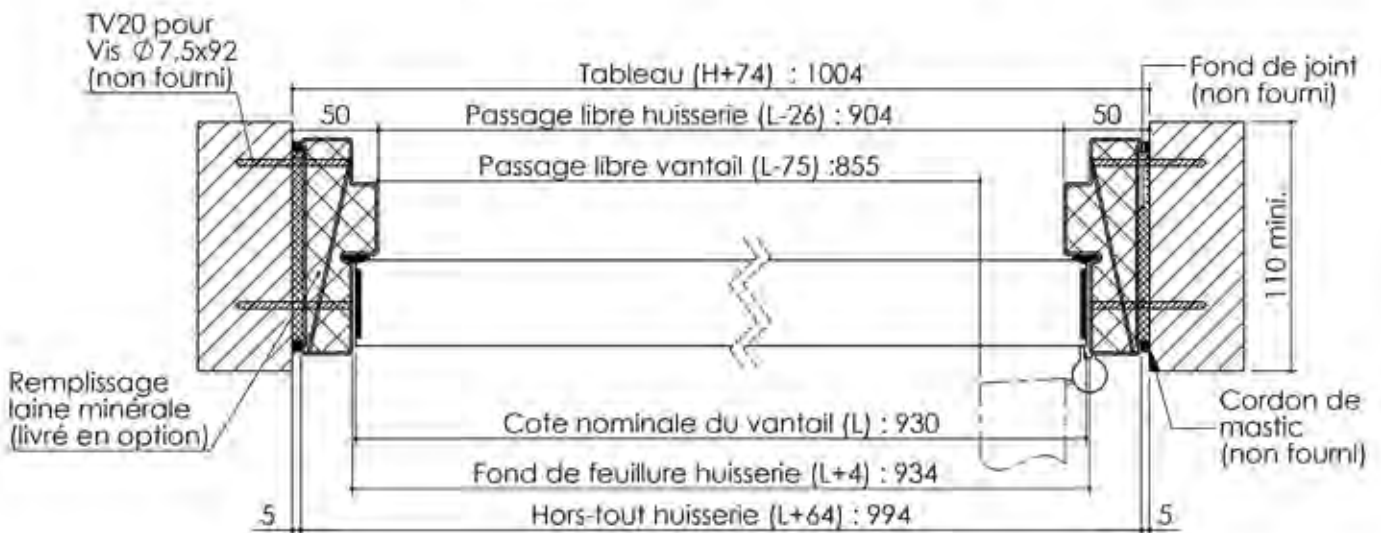 TV20 pour
Vis Ø7,5x92
(non fourni)
Tableau (H+74) : 1004
Fond de joint
(non fourni)
50
Passage libre huisserie (L-26) : 904
50
Passage libre vantail (L-75) :855
110 mini.
Remplissage
laine minérale
(livré en option)
Cote nominale du vantail (L) : 930
Cordon de
mastic
(non fourni)
Fond de feuillure huisserie (L+4) : 934
5
Hors-tout huisserie (L+64) : 994
5